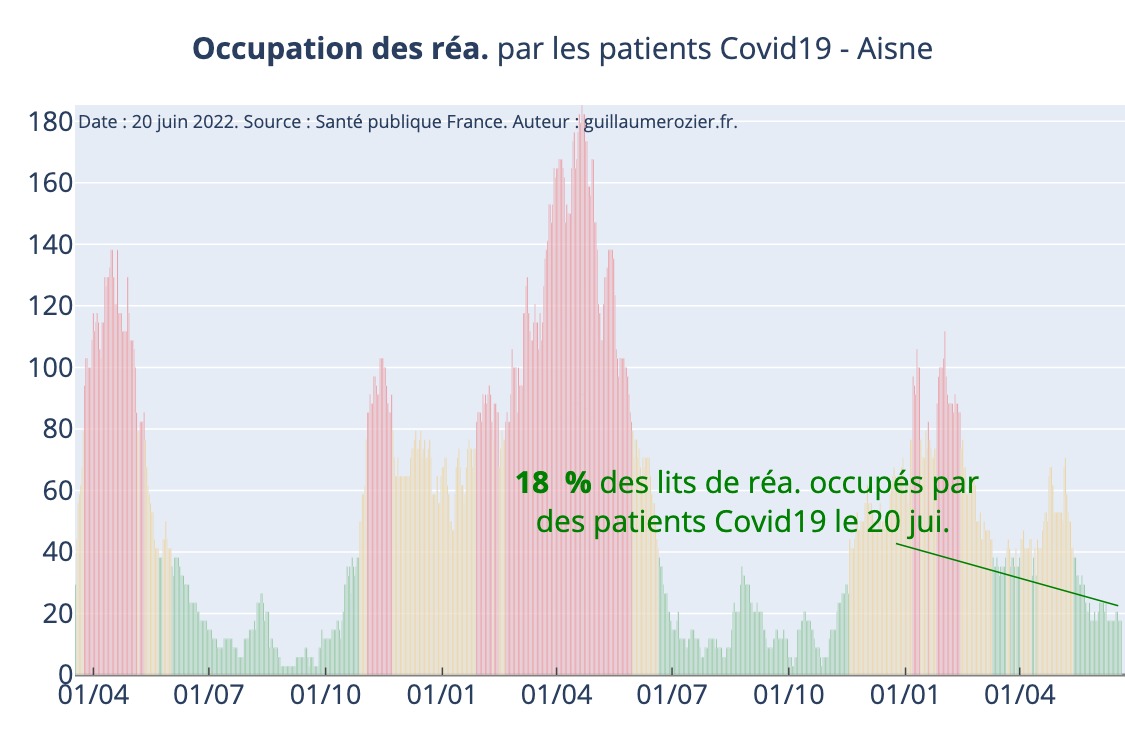 Occupation des réa. par les patients Covid19 - Aisne
Date : 20 juin 2022. Source : Santé publique France. Auteur : guillaumerozier.fr.
180
160
140
120
100
80
60
40
20
0
18 % des lits de réa. occupés par
des patients Covid19 le 20 jui.
01/04 01/07 01/10 01/01 01/04 01/07 01/10 01/01 01/04